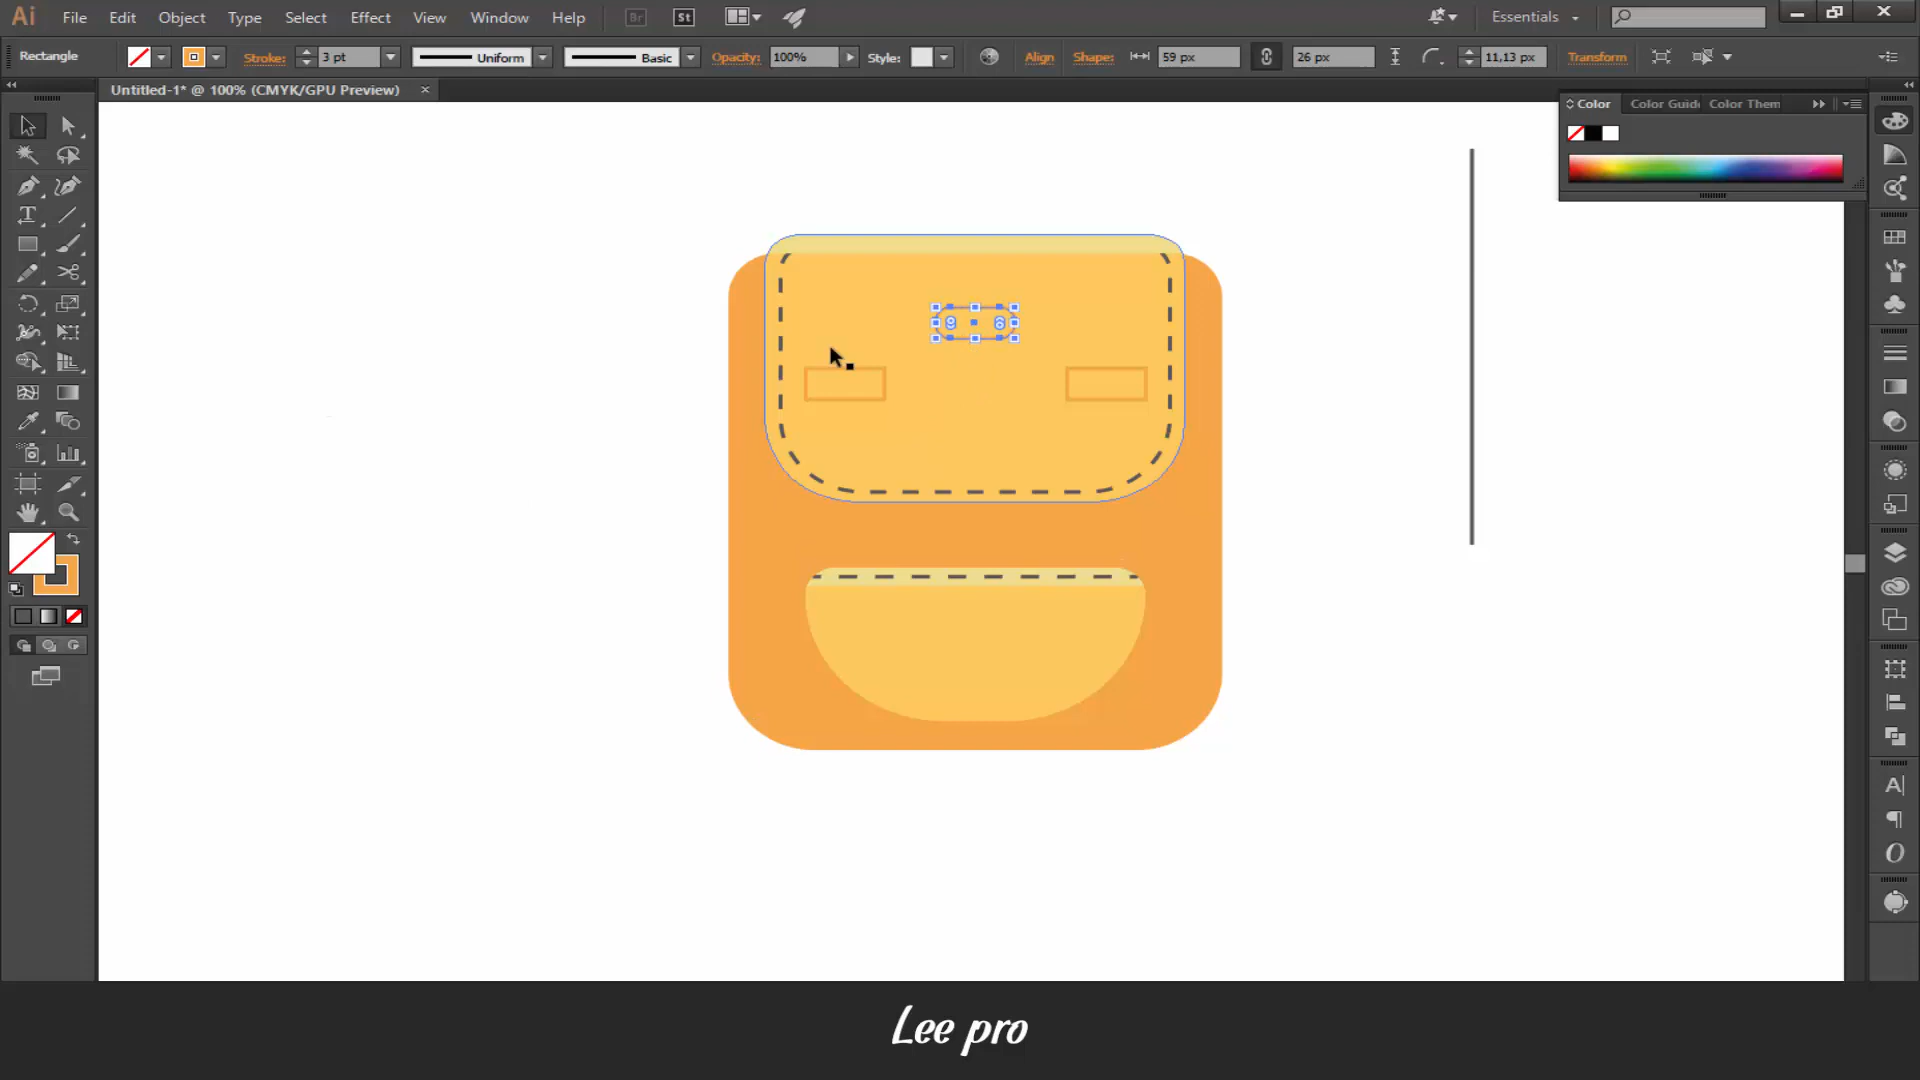 Ai File Edit Object Type Select Effect View Window Help Br St Essentials
Rectangle Stroke: 3 pt Uniform Basic Opacity: 100% Style: Align Shape: 59 px 26 px 11,13 px Transform
Untitled-1* @ 100% (CMYK/GPU Preview)
Color Color Guid Color Them
Lee pro